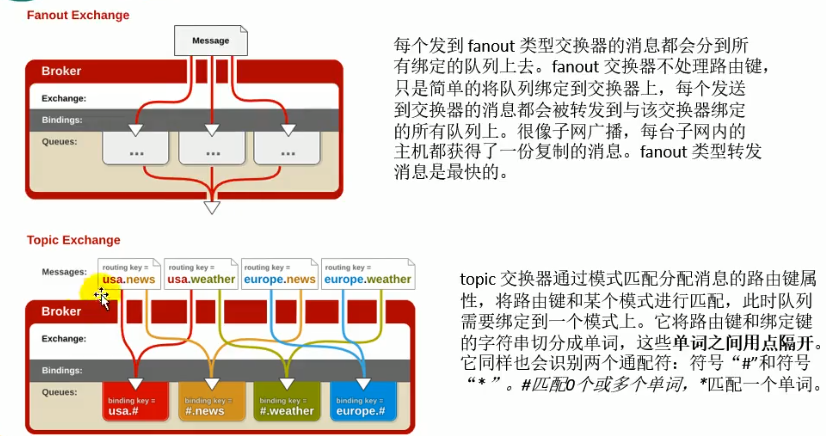 Fanout Exchange
Message
Broker
Exchange:
Bindings:
Queues:
...
...
...
每个发到 fanout 类型交换器的消息都会分到所
有绑定的队列上去。fanout 交换器不处理路由键，
只是简单的将队列绑定到交换器上，每个发送
到交换器的消息都会被转发到与该交换器绑定
的所有队列上。很像子网广播，每台子网内的
主机都获得了一份复制的消息。fanout 类型转发
消息是最快的。
Topic Exchange
Messages:
routing key =
usa.news
routing key =
usa.weather
routing key =
europe.news
routing key =
europe.weather
Broker
Exchange:
Bindings:
Queues:
binding key =
usa.#
binding key =
#.news
binding key =
#.weather
binding key =
europe.#
topic 交换器通过模式匹配分配消息的路由键属
性，将路由键和某个模式进行匹配，此时队列
需要绑定到一个模式上。它将路由键和绑定键
的字符串切分成单词，这些单词之间用点隔开。
它同样也会识别两个通配符：符号“#”和符号
“*”。#匹配0个或多个单词，*匹配一个单词。